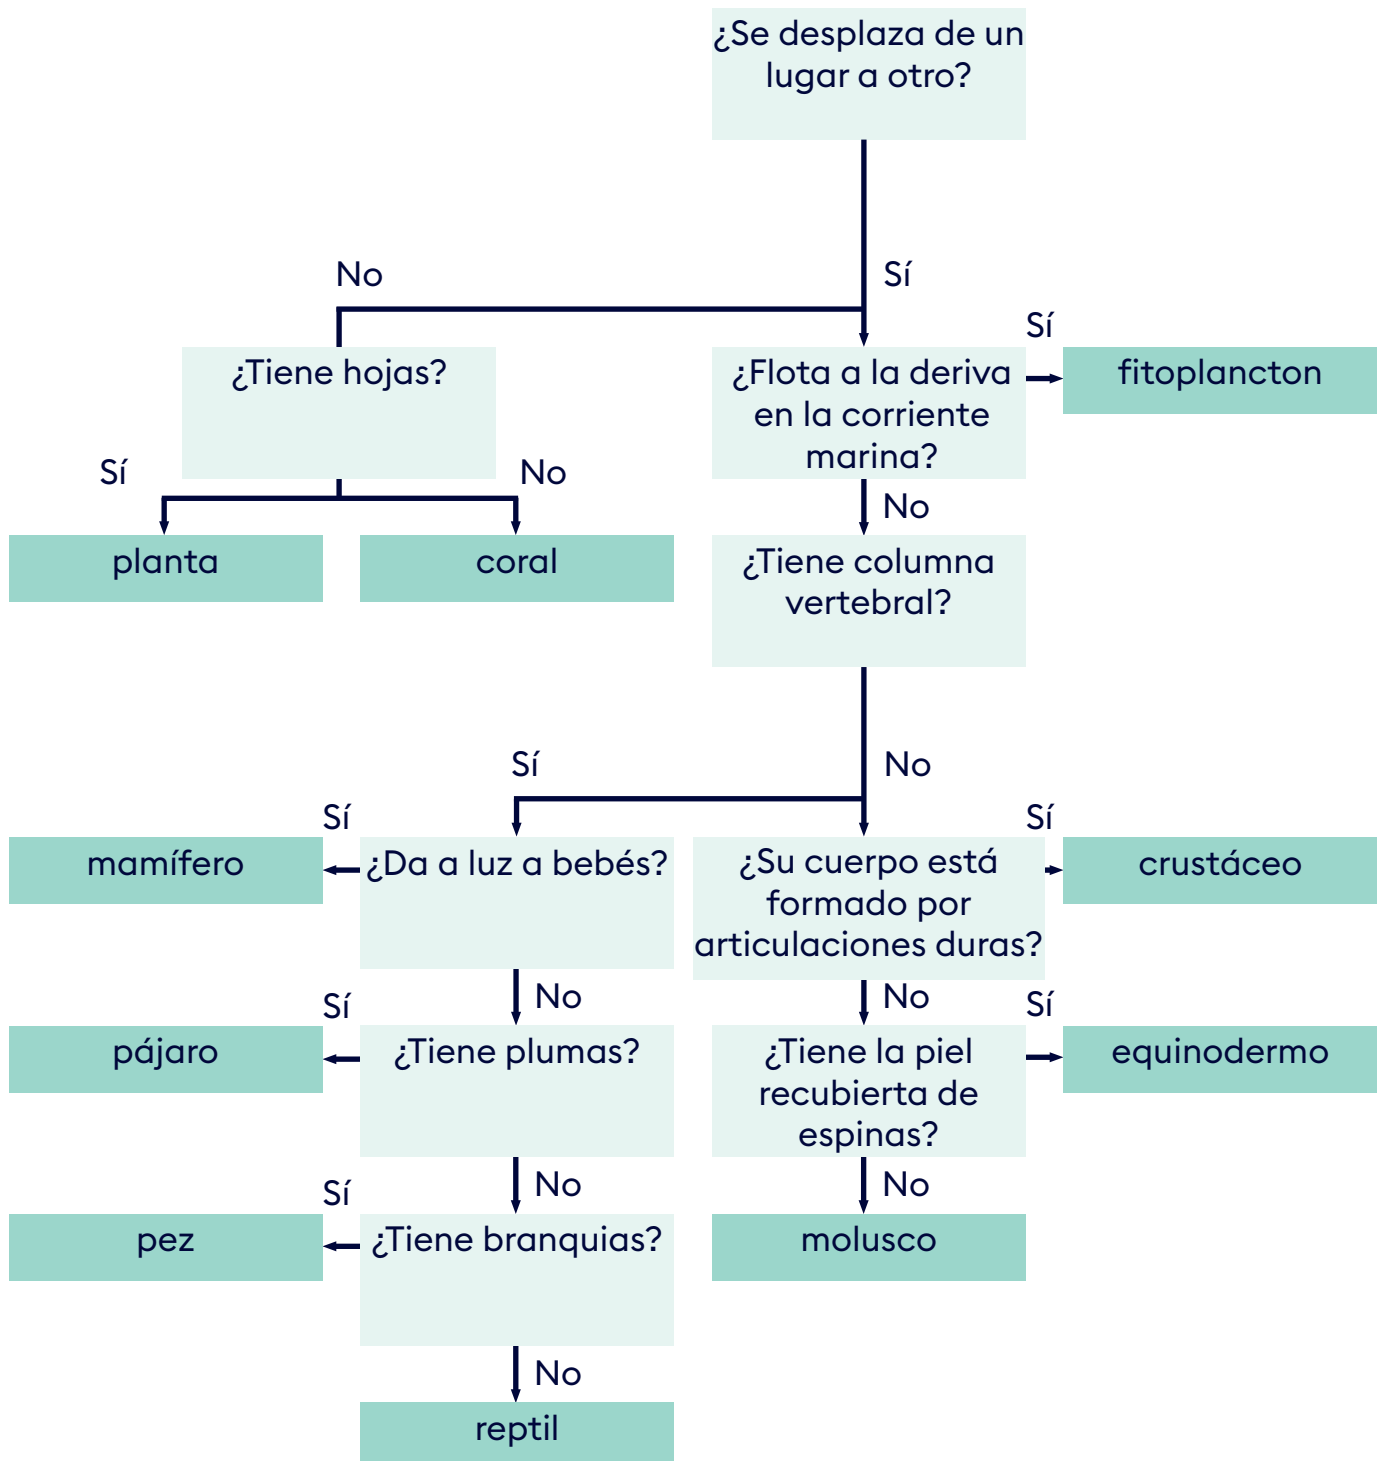 ¿Se desplaza de un
lugar a otro?
No
Sí
¿Tiene hojas?
¿Flota a la deriva
en la corriente
marina?
Sí
fitoplancton
Sí
No
No
planta
coral
¿Tiene columna
vertebral?
Sí
No
Sí
mamífero
¿Da a luz a bebés?
¿Su cuerpo está
formado por
articulaciones duras?
Sí
crustáceo
No
No
Sí
pájaro
¿Tiene plumas?
¿Tiene la piel
recubierta de
espinas?
Sí
equinodermo
No
No
Sí
pez
¿Tiene branquias?
molusco
No
reptil